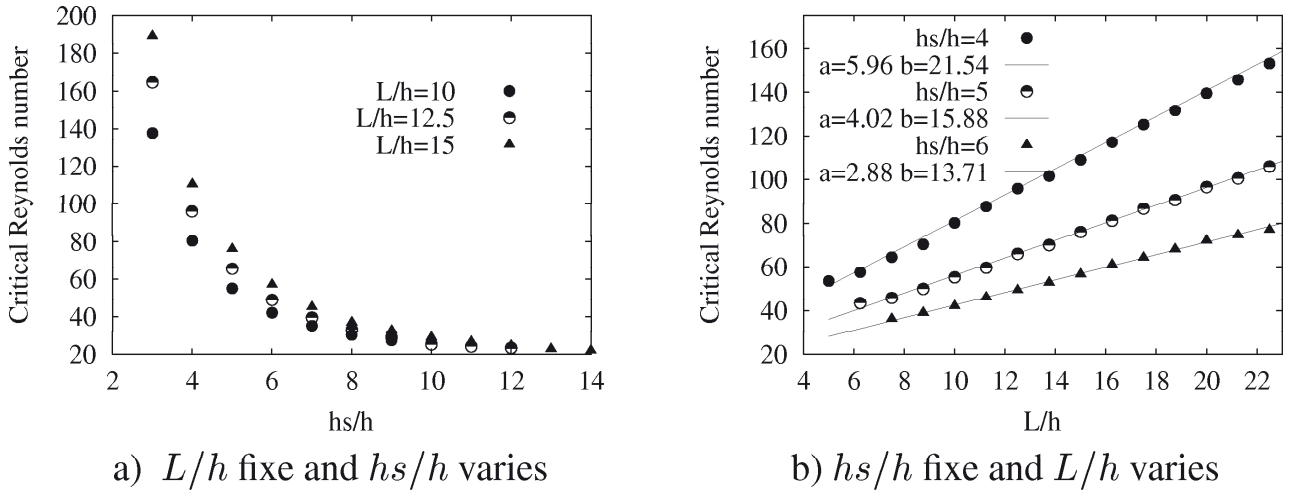 Critical Reynolds number
200
180
160
140
120
100
80
60
40
20
L/h=10
L/h=12.5
L/h=15
2 4 6 8 10 12 14
hs/h
a) L/h fixe and hs/h varies
Critical Reynolds number
160
140
120
100
80
60
40
20
hs/h=4
a=5.96 b=21.54
hs/h=5
a=4.02 b=15.88
hs/h=6
a=2.88 b=13.71
4 6 8 10 12 14 16 18 20 22
L/h
b) hs/h fixe and L/h varies